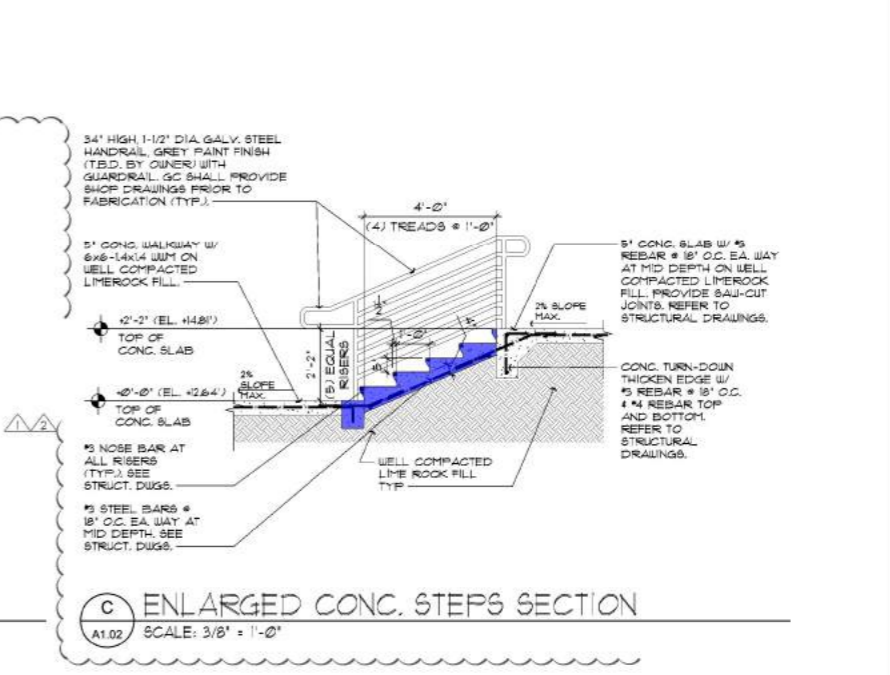 34" HIGH, 1-1/2" DIA. GALV. STEEL
HANDRAIL, GREY PAINT FINISH
(T.B.D. BY OWNER) WITH
GUARDRAIL. GC SHALL PROVIDE
SHOP DRAWINGS PRIOR TO
FABRICATION (TYP.).
4'-0"
(4) TREADS @ 1'-0"
5" CONC. WALKWAY W/
6x6-1.4x1.4 WWM ON
WELL COMPACTED
LIMEROCK FILL.
5" CONC. SLAB W/ #3
REBAR @ 18" O.C. EA. WAY
AT MID DEPTH ON WELL
COMPACTED LIMEROCK
FILL. PROVIDE SAW-CUT
JOINTS. REFER TO
STRUCTURAL DRAWINGS.
2% SLOPE
MAX.
+2'-2" (EL. +14.81')
TOP OF
CONC. SLAB
2'-2"
(5) EQUAL
RISERS
1'-0"
2%
SLOPE
MAX.
+0'-0" (EL. +12.64')
TOP OF
CONC. SLAB
CONC. TURN-DOWN
THICKEN EDGE W/
#5 REBAR @ 18" O.C.
& #4 REBAR TOP
AND BOTTOM.
REFER TO
STRUCTURAL
DRAWINGS.
1 2
#3 NOSE BAR AT
ALL RISERS
(TYP.). SEE
STRUCT. DWGS.
WELL COMPACTED
LIME ROCK FILL
TYP
#3 STEEL BARS @
18" O.C. EA. WAY AT
MID DEPTH. SEE
STRUCT. DWGS.
C
A1.02
ENLARGED CONC. STEPS SECTION
SCALE: 3/8" = 1'-0"